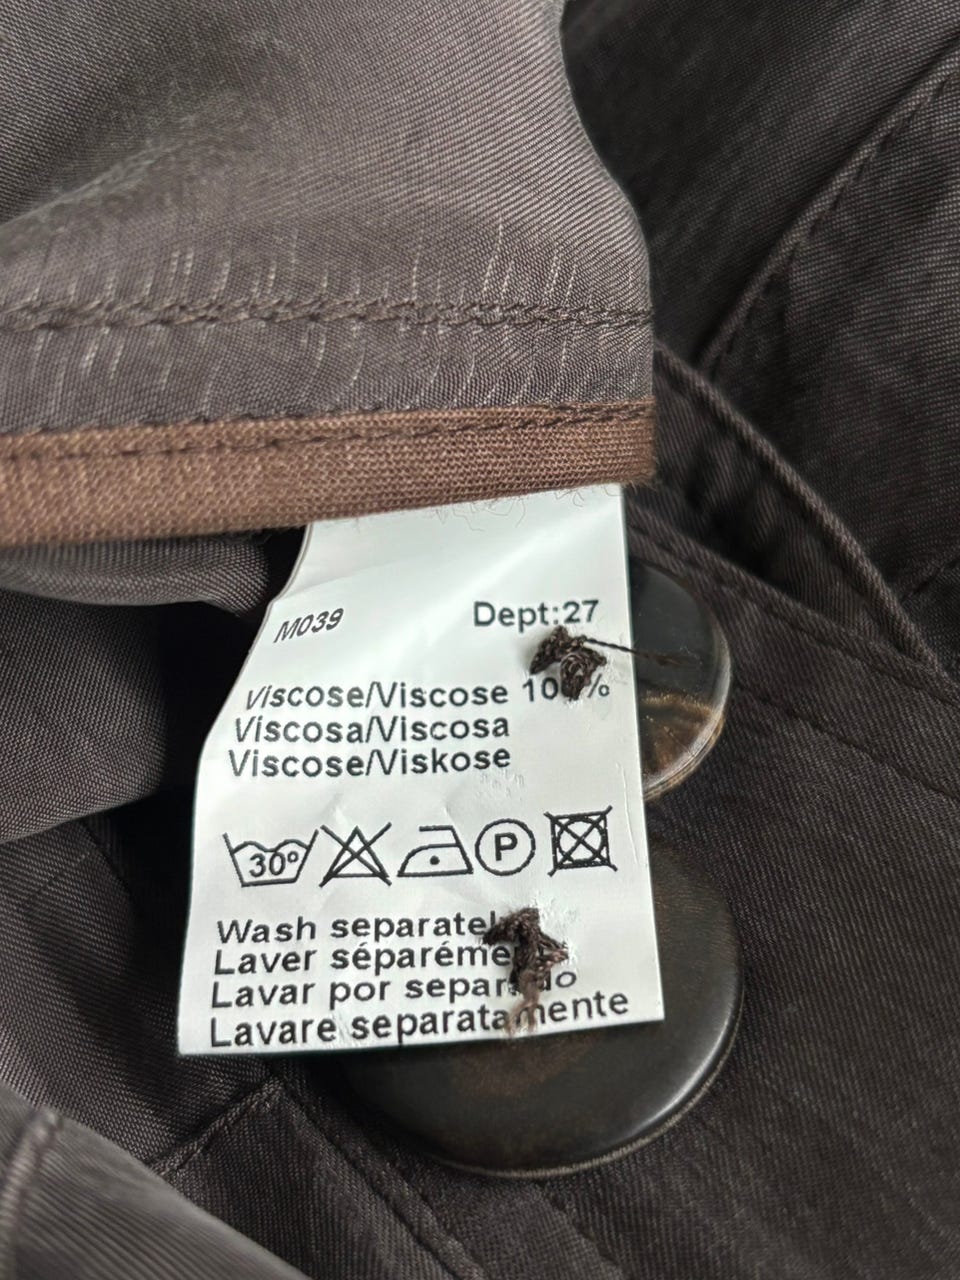 M039
Dept:27
Viscose/Viscose 100%
Viscosa/Viscosa
Viscose/Viskose
30° P
Wash separately
Laver séparément
Lavar por separado
Lavare separatamente